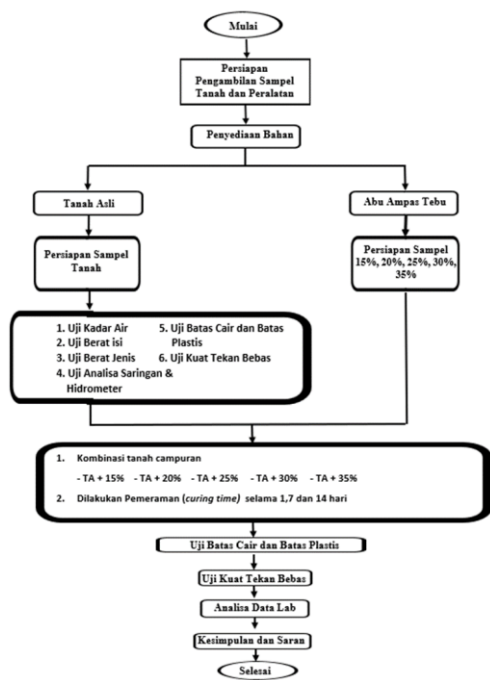 Mulai
Persiapan
Pengambilan Sampel
Tanah dan Peralatan
Penyediaan Bahan
Tanah Asli
Abu Ampas Tebu
Persiapan Sampel
Tanah
Persiapan Sampel
15%, 20%, 25%, 30%,
35%
1. Uji Kadar Air
2. Uji Berat isi
3. Uji Berat Jenis
4. Uji Analisa Saringan &
Hidrometer
5. Uji Batas Cair dan Batas
Plastis
6. Uji Kuat Tekan Bebas
1. Kombinasi tanah campuran
- TA + 15% - TA + 20% - TA + 25% - TA + 30% - TA + 35%
2. Dilakukan Pemeraman (curing time) selama 1,7 dan 14 hari
Uji Batas Cair dan Batas Plastis
Uji Kuat Tekan Bebas
Analisa Data Lab
Kesimpulan dan Saran
Selesai